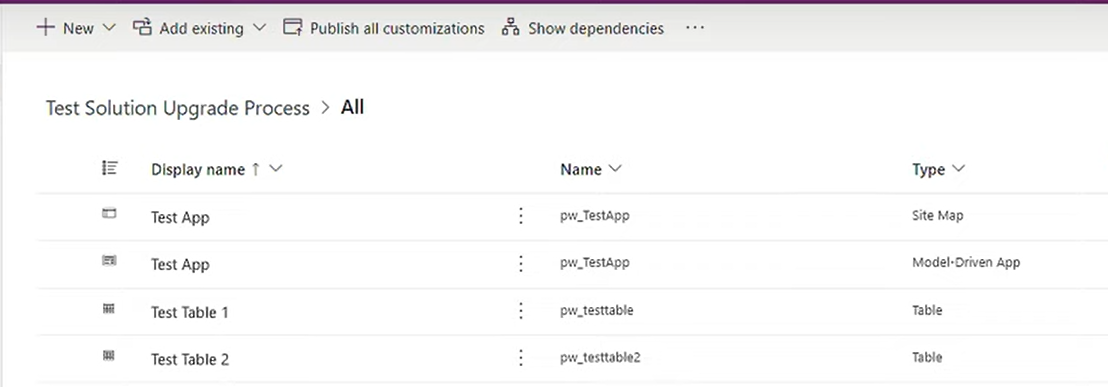 New Add existing Publish all customizations Show dependencies ...
Test Solution Upgrade Process > All
Display name ↑ Name Type
Test App pw_TestApp Site Map
Test App pw_TestApp Model-Driven App
Test Table 1 pw_testtable Table
Test Table 2 pw_testtable2 Table